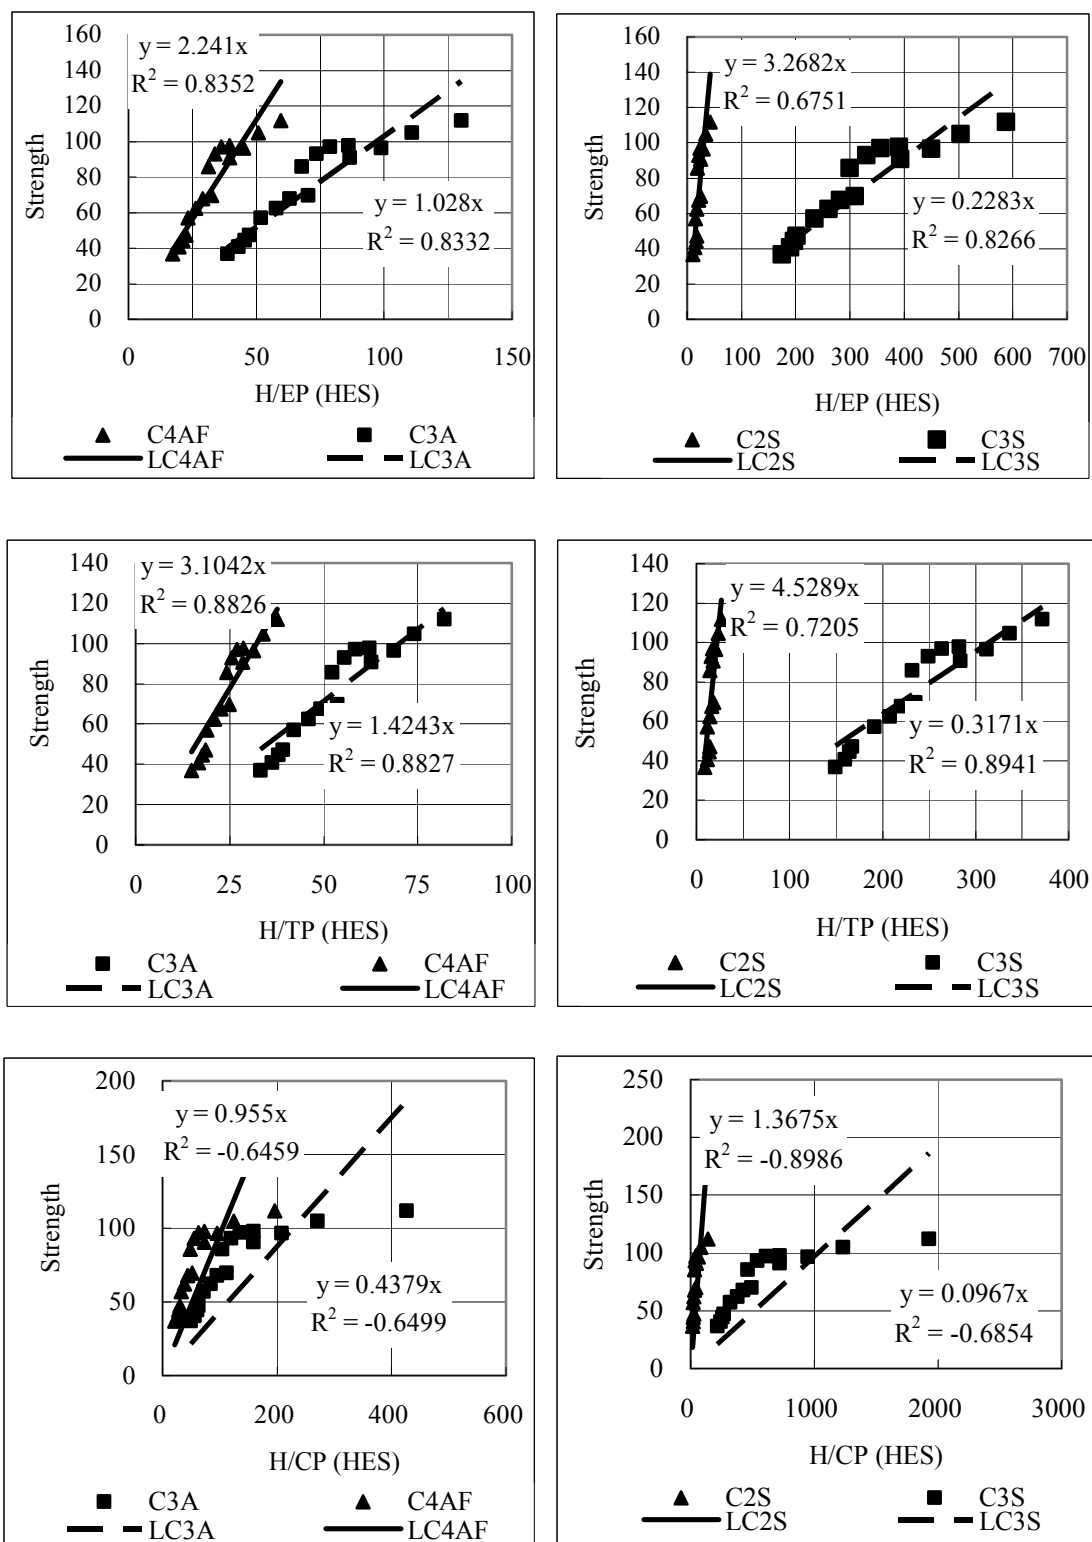 160
140
120
100
80
60
40
20
0
Strength
y = 2.241x
R² = 0.8352
y = 1.028x
R² = 0.8332
0 50 100 150
H/EP (HES)
C4AF C3A
LC4AF LC3A
160
140
120
100
80
60
40
20
0
Strength
y = 3.2682x
R² = 0.6751
y = 0.2283x
R² = 0.8266
0 100 200 300 400 500 600 700
H/EP (HES)
C2S C3S
LC2S LC3S
140
120
100
80
60
40
20
0
Strength
y = 3.1042x
R² = 0.8826
y = 1.4243x
R² = 0.8827
0 25 50 75 100
H/TP (HES)
C3A C4AF
LC3A LC4AF
140
120
100
80
60
40
20
0
Strength
y = 4.5289x
R² = 0.7205
y = 0.3171x
R² = 0.8941
0 100 200 300 400
H/TP (HES)
C2S C3S
LC2S LC3S
200
150
100
50
0
Strength
y = 0.955x
R² = -0.6459
y = 0.4379x
R² = -0.6499
0 200 400 600
H/CP (HES)
C3A C4AF
LC3A LC4AF
250
200
150
100
50
0
Strength
y = 1.3675x
R² = -0.8986
y = 0.0967x
R² = -0.6854
0 1000 2000 3000
H/CP (HES)
C2S C3S
LC2S LC3S